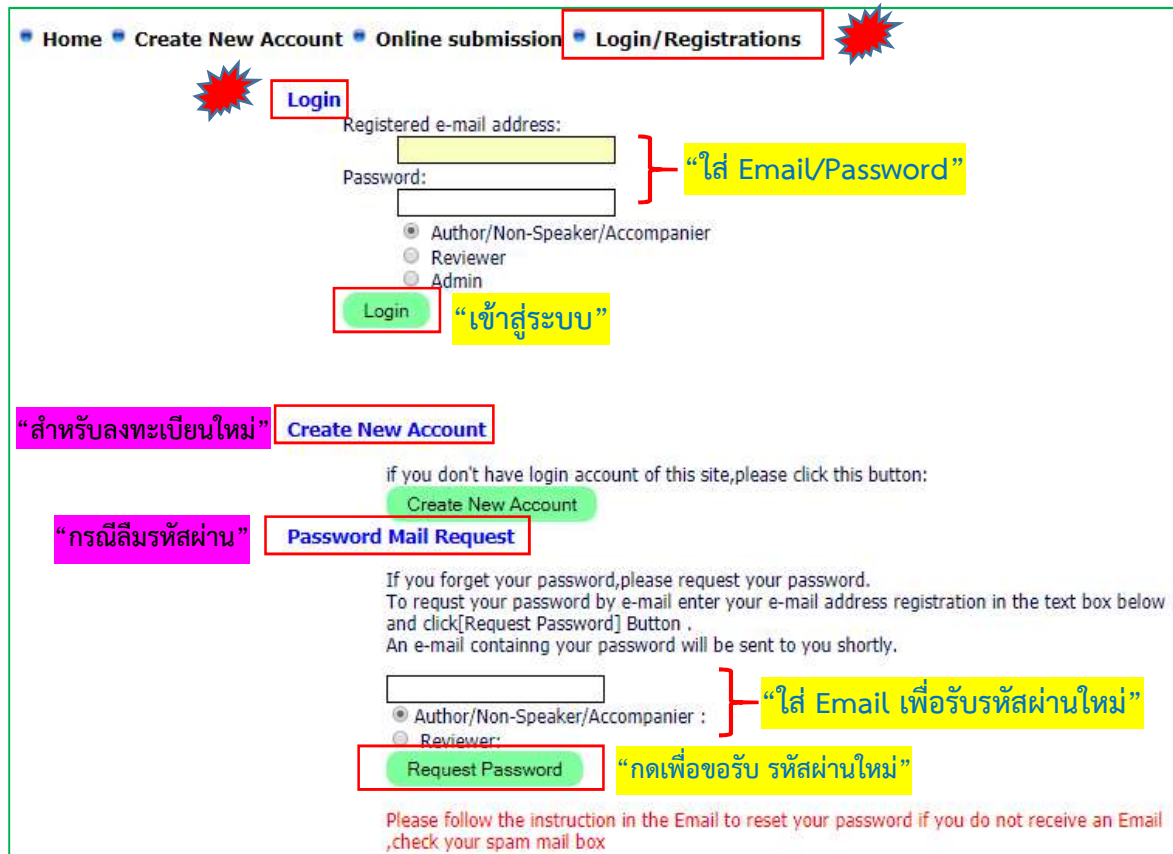 Home Create New Account Online submission Login/Registrations
Login
Registered e-mail address:
“ใส่ Email/Password”
Password:
Author/Non-Speaker/Accompanier
Reviewer
Admin
Login “เข้าสู่ระบบ”
“สำหรับลงทะเบียนใหม่” Create New Account
if you don't have login account of this site,please click this button:
Create New Account
“กรณีลืมรหัสผ่าน” Password Mail Request
If you forget your password,please request your password.
To requst your password by e-mail enter your e-mail address registration in the text box below
and click[Request Password] Button .
An e-mail containng your password will be sent to you shortly.
“ใส่ Email เพื่อรับรหัสผ่านใหม่”
Author/Non-Speaker/Accompanier :
Reviewer:
Request Password “กดเพื่อขอรับ รหัสผ่านใหม่”
Please follow the instruction in the Email to reset your password if you do not receive an Email
,check your spam mail box